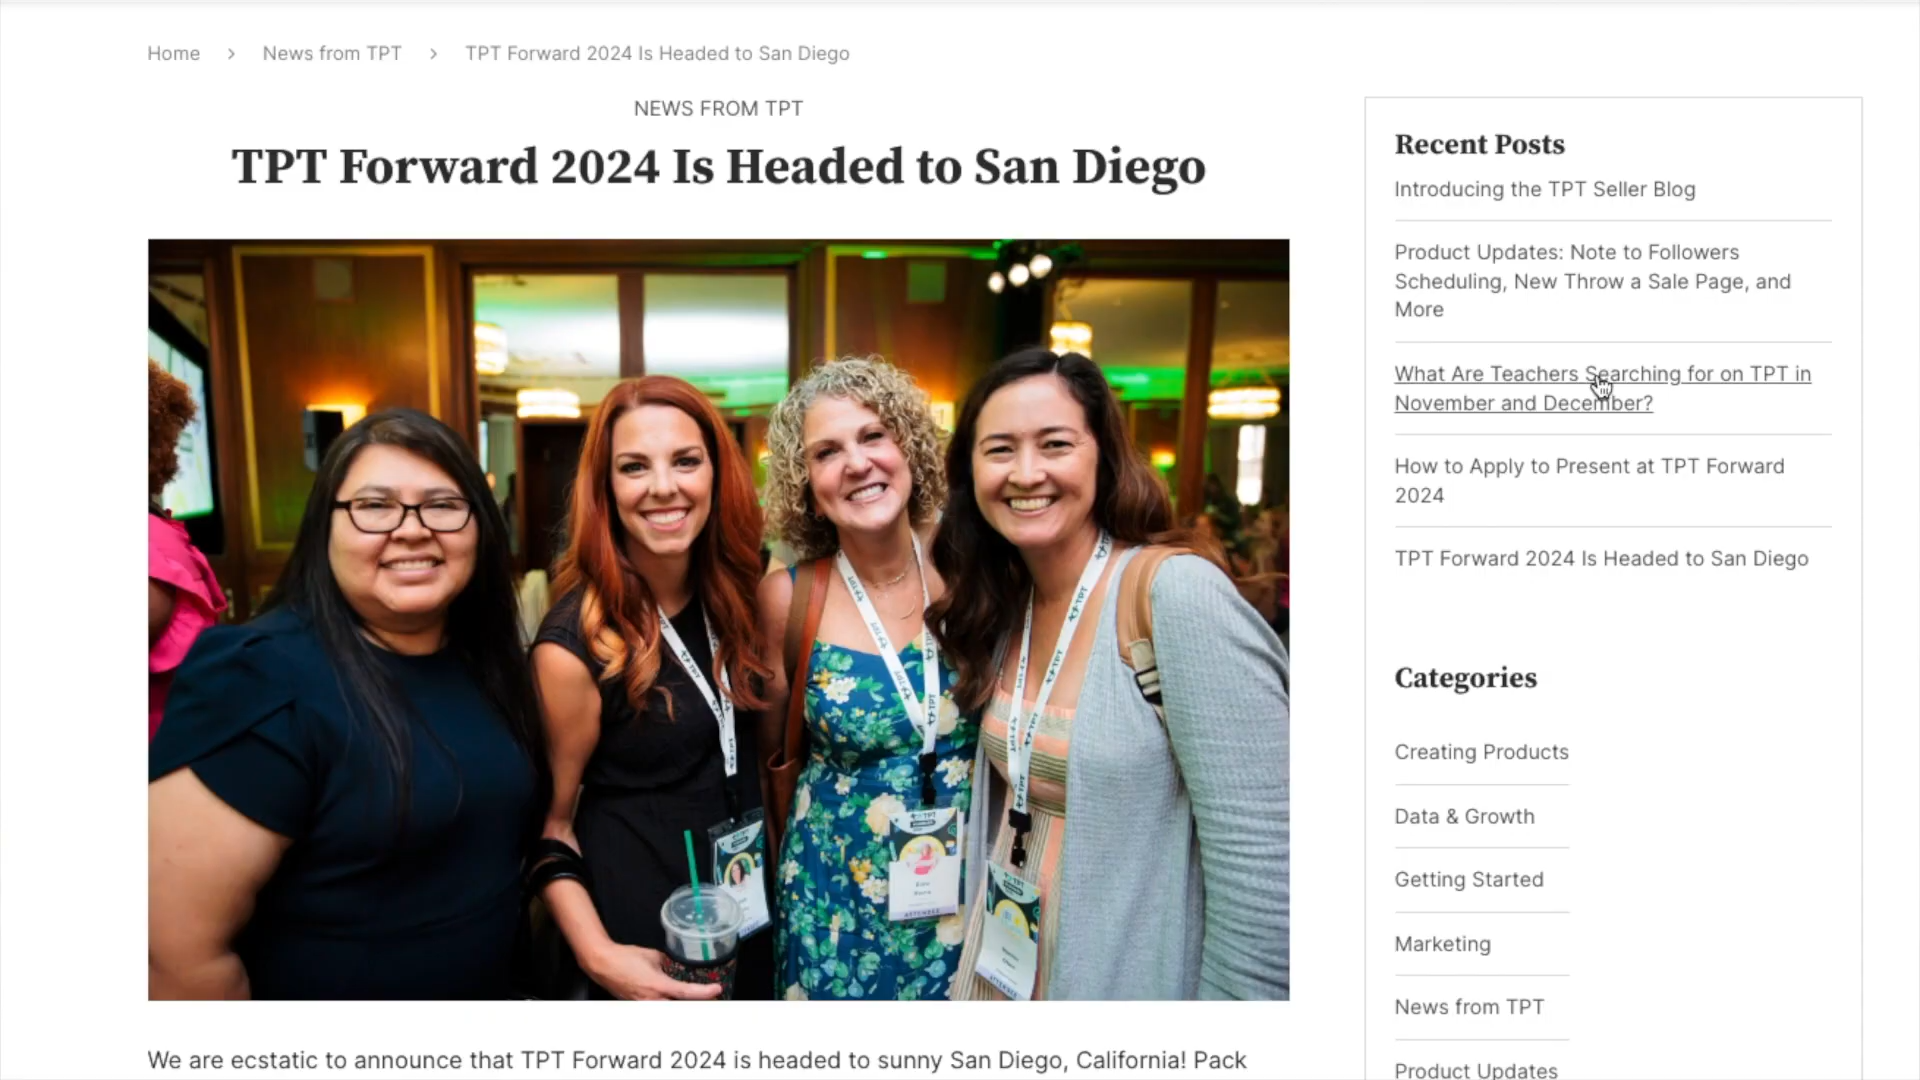 Home > News from TPT > TPT Forward 2024 Is Headed to San Diego
NEWS FROM TPT
TPT Forward 2024 Is Headed to San Diego
We are ecstatic to announce that TPT Forward 2024 is headed to sunny San Diego, California! Pack
Recent Posts
Introducing the TPT Seller Blog
Product Updates: Note to Followers
Scheduling, New Throw a Sale Page, and
More
What Are Teachers Searching for on TPT in
November and December?
How to Apply to Present at TPT Forward
2024
TPT Forward 2024 Is Headed to San Diego
Categories
Creating Products
Data & Growth
Getting Started
Marketing
News from TPT
Product Updates